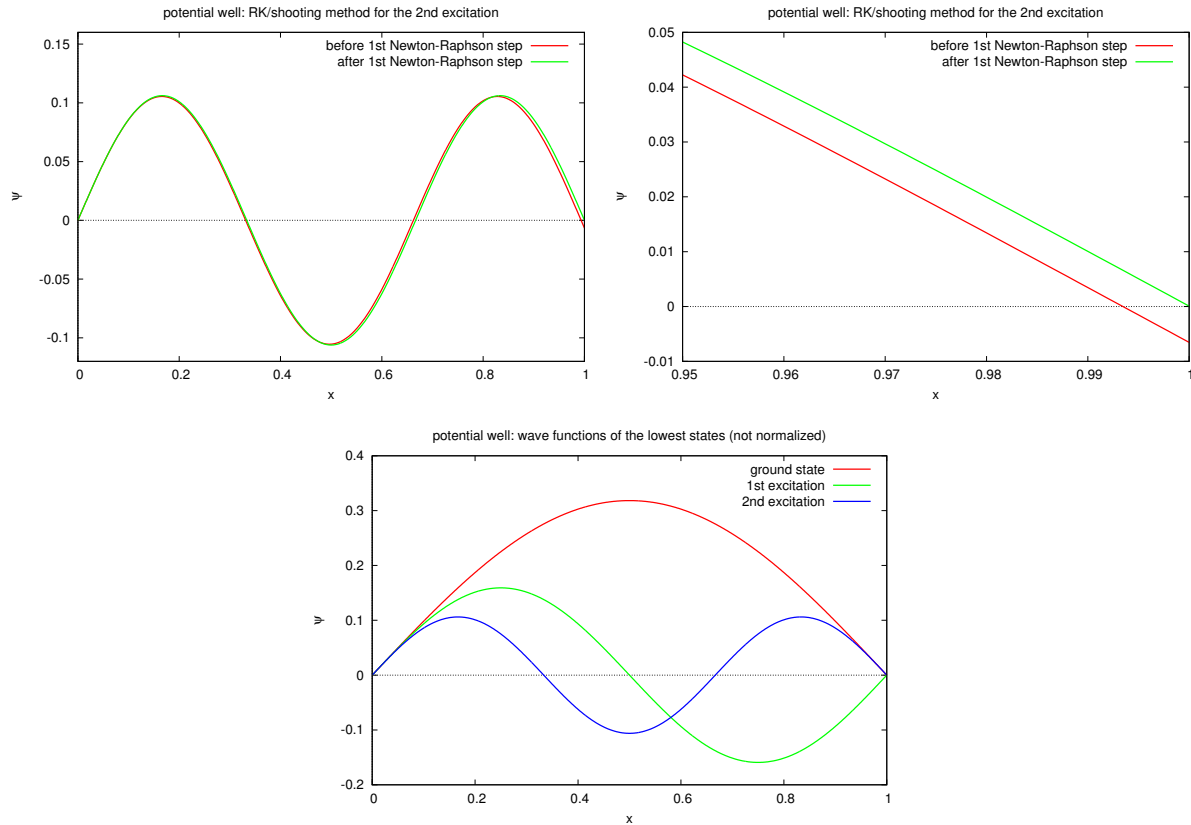 potential well: RK/shooting method for the 2nd excitation
0.15
0.1
0.05
0
-0.05
-0.1
ψ
before 1st Newton-Raphson step
after 1st Newton-Raphson step
0
0.2
0.4
0.6
0.8
1
x
potential well: RK/shooting method for the 2nd excitation
0.05
0.04
0.03
0.02
0.01
0
-0.01
ψ
before 1st Newton-Raphson step
after 1st Newton-Raphson step
0.95
0.96
0.97
0.98
0.99
1
x
potential well: wave functions of the lowest states (not normalized)
0.4
0.3
0.2
0.1
0
-0.1
-0.2
ψ
ground state
1st excitation
2nd excitation
0
0.2
0.4
0.6
0.8
1
x